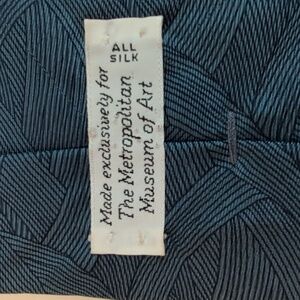 ALL
SILK
Made exclusively for
The Metropolitan
Museum of Art